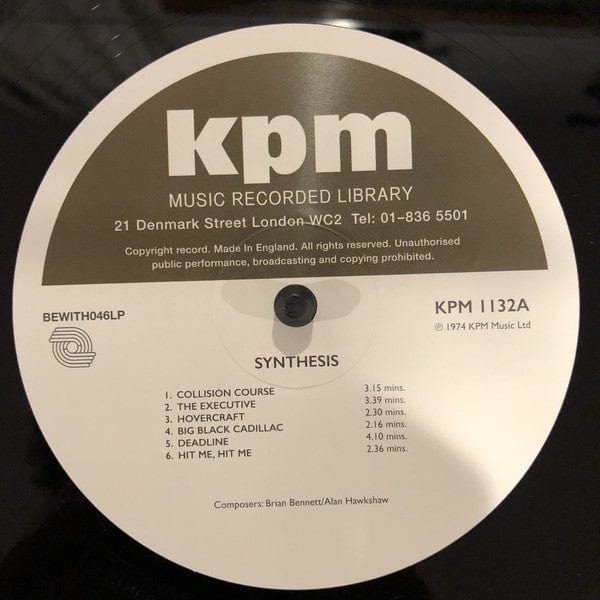 kpm
MUSIC RECORDED LIBRARY
21 Denmark Street London WC2 Tel: 01-836 5501
Copyright record. Made In England. All rights reserved. Unauthorised
public performance, broadcasting and copying prohibited.
BEWITH046LP
KPM 1132A
℗ 1974 KPM Music Ltd
SYNTHESIS
1. COLLISION COURSE 3.15 mins.
2. THE EXECUTIVE 3.39 mins.
3. HOVERCRAFT 2.30 mins.
4. BIG BLACK CADILLAC 2.16 mins.
5. DEADLINE 4.10 mins.
6. HIT ME, HIT ME 2.36 mins.
Composers: Brian Bennett/Alan Hawkshaw